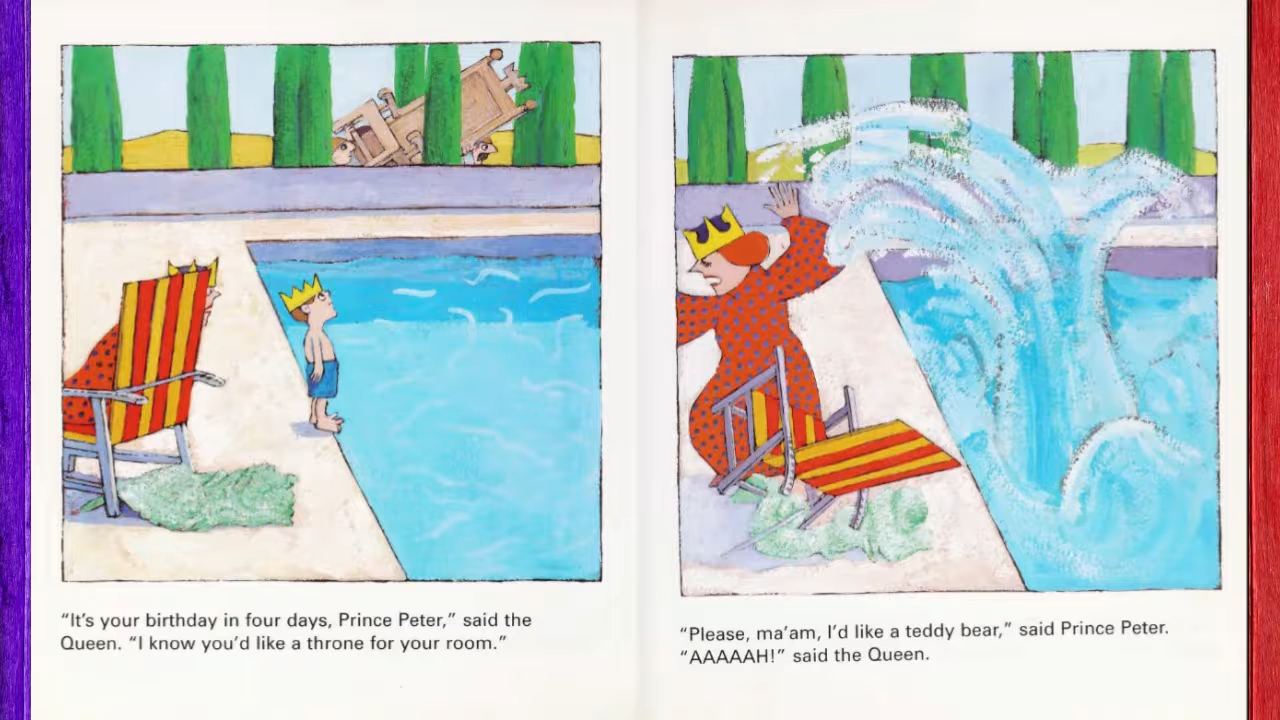 “It’s your birthday in four days, Prince Peter,” said the
Queen. “I know you’d like a throne for your room.”
“Please, ma’am, I’d like a teddy bear,” said Prince Peter.
“AAAAAH!” said the Queen.